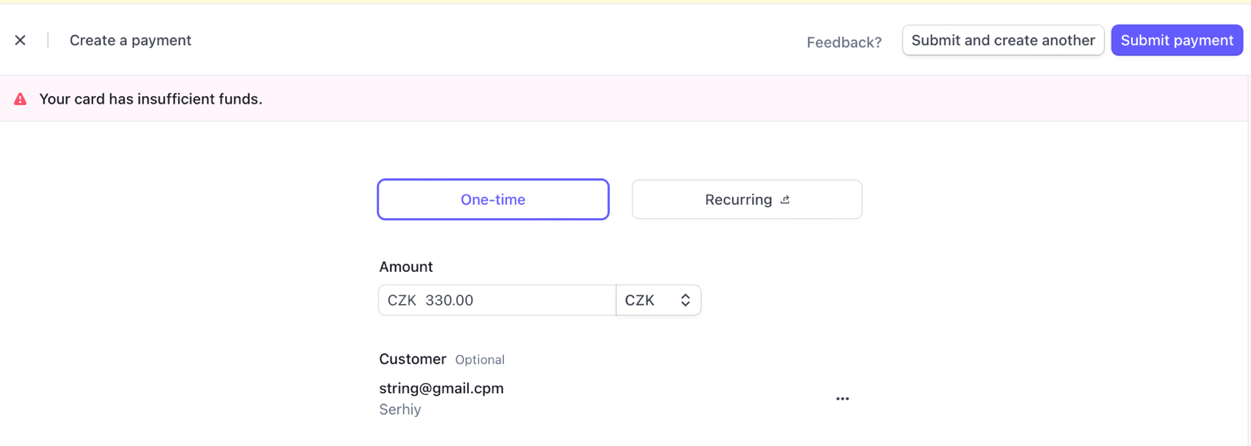 Create a payment
Feedback?
Submit and create another
Submit payment
Your card has insufficient funds.
One-time
Recurring
Amount
CZK 330.00
CZK
Customer Optional
string@gmail.cpm
Serhiy